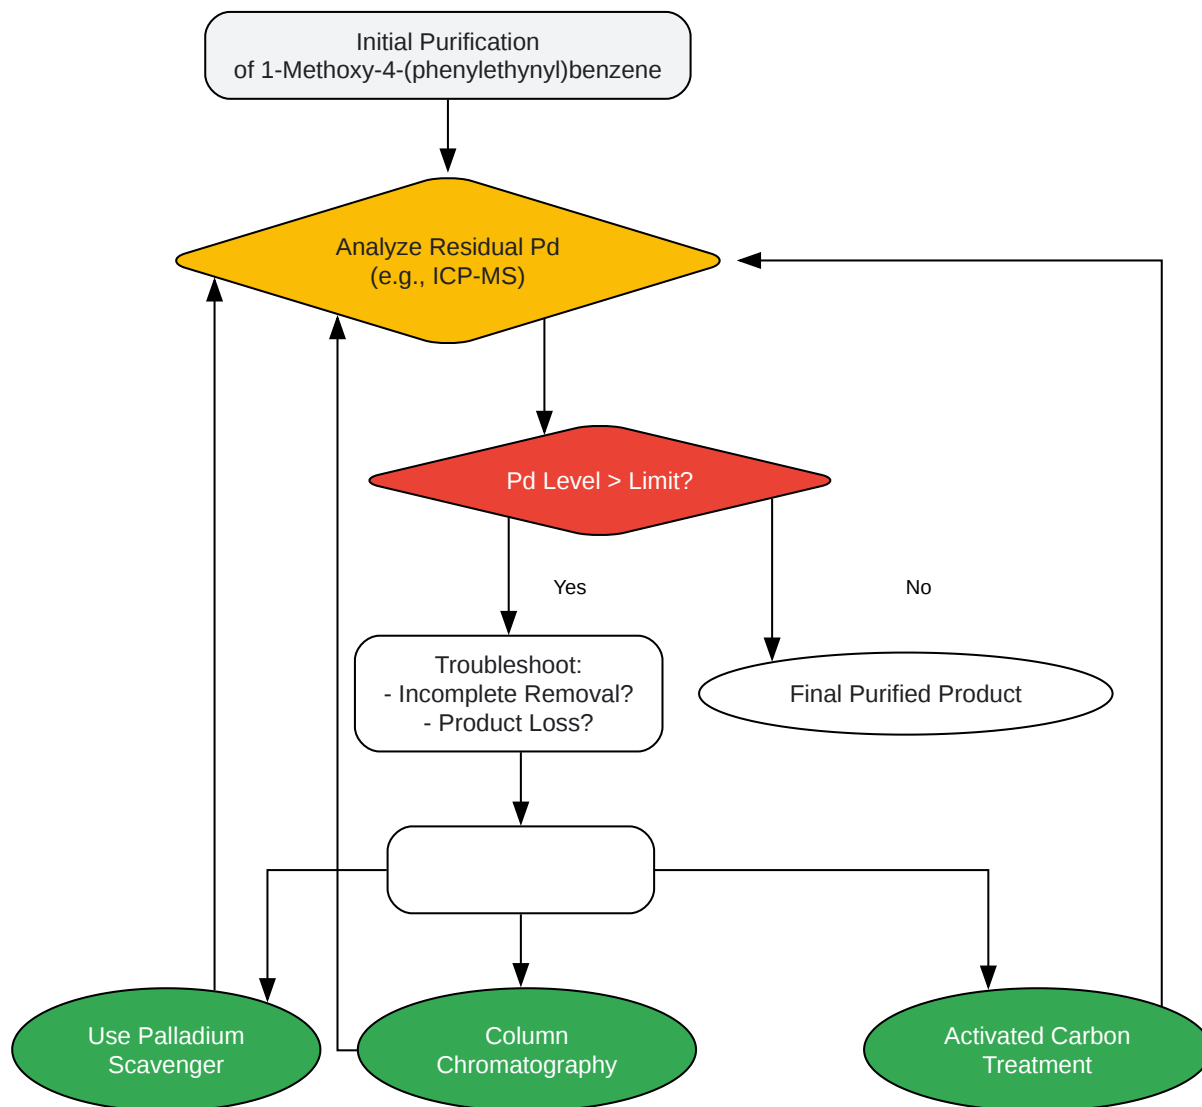 Initial Purification
of 1-Methoxy-4-(phenylethynyl)benzene
Analyze Residual Pd
(e.g., ICP-MS)
Pd Level > Limit?
Yes
No
Troubleshoot:
- Incomplete Removal?
- Product Loss?
Final Purified Product
Use Palladium
Scavenger
Column
Chromatography
Activated Carbon
Treatment